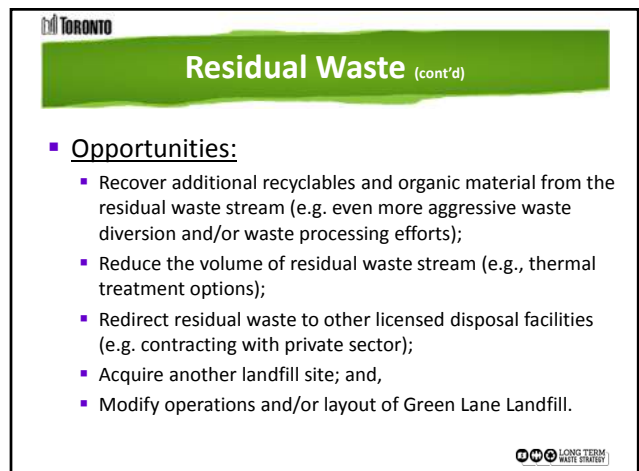 TORONTO
Residual Waste (cont'd)
▪ Opportunities:
▪ Recover additional recyclables and organic material from the
residual waste stream (e.g. even more aggressive waste
diversion and/or waste processing efforts);
▪ Reduce the volume of residual waste stream (e.g., thermal
treatment options);
▪ Redirect residual waste to other licensed disposal facilities
(e.g. contracting with private sector);
▪ Acquire another landfill site; and,
▪ Modify operations and/or layout of Green Lane Landfill.
LONG TERM
WASTE STRATEGY